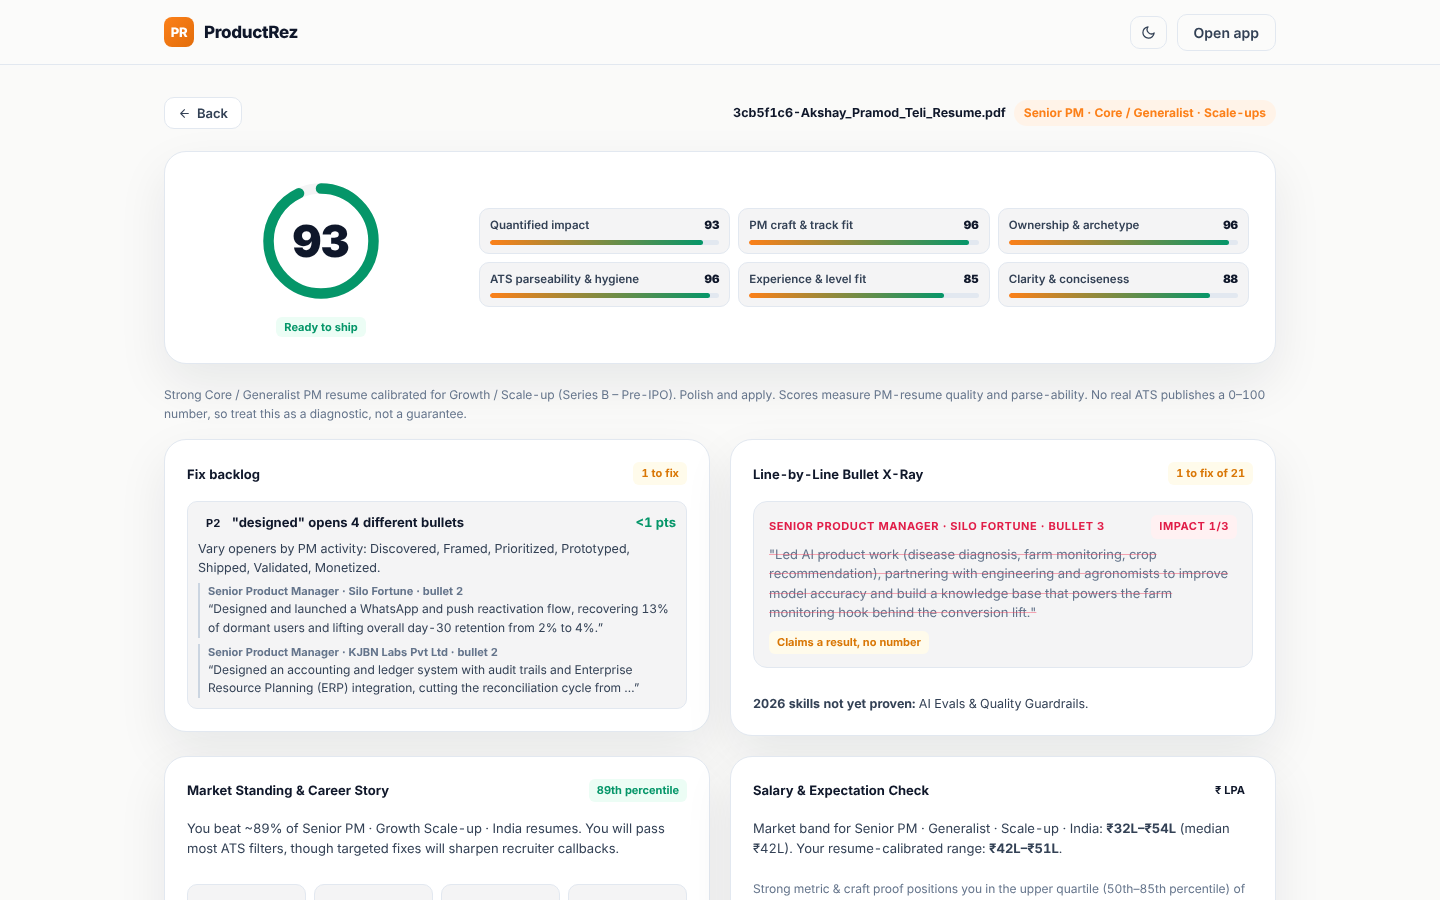 PR ProductRez
Open app
← Back
3cb5f1c6-Akshay_Pramod_Teli_Resume.pdf
Senior PM · Core / Generalist · Scale-ups
93
Ready to ship
Quantified impact 93
PM craft & track fit 96
Ownership & archetype 96
ATS parseability & hygiene 96
Experience & level fit 85
Clarity & conciseness 88
Strong Core / Generalist PM resume calibrated for Growth / Scale-up (Series B – Pre-IPO). Polish and apply. Scores measure PM-resume quality and parse-ability. No real ATS publishes a 0–100
number, so treat this as a diagnostic, not a guarantee.
Fix backlog
1 to fix
P2 "designed" opens 4 different bullets
<1 pts
Vary openers by PM activity: Discovered, Framed, Prioritized, Prototyped,
Shipped, Validated, Monetized.
Senior Product Manager · Silo Fortune · bullet 2
“Designed and launched a WhatsApp and push reactivation flow, recovering 13%
of dormant users and lifting overall day-30 retention from 2% to 4%.”
Senior Product Manager · KJBN Labs Pvt Ltd · bullet 2
“Designed an accounting and ledger system with audit trails and Enterprise
Resource Planning (ERP) integration, cutting the reconciliation cycle from …”
Line-by-Line Bullet X-Ray
1 to fix of 21
SENIOR PRODUCT MANAGER · SILO FORTUNE · BULLET 3
IMPACT 1/3
"Led AI product work (disease diagnosis, farm monitoring, crop
recommendation), partnering with engineering and agronomists to improve
model accuracy and build a knowledge base that powers the farm
monitoring hook behind the conversion lift."
Claims a result, no number
2026 skills not yet proven: AI Evals & Quality Guardrails.
Market Standing & Career Story
89th percentile
You beat ~89% of Senior PM · Growth Scale-up · India resumes. You will pass
most ATS filters, though targeted fixes will sharpen recruiter callbacks.
Salary & Expectation Check
₹ LPA
Market band for Senior PM · Generalist · Scale-up · India: ₹32L–₹54L (median
₹42L). Your resume-calibrated range: ₹42L–₹51L.
Strong metric & craft proof positions you in the upper quartile (50th–85th percentile) of